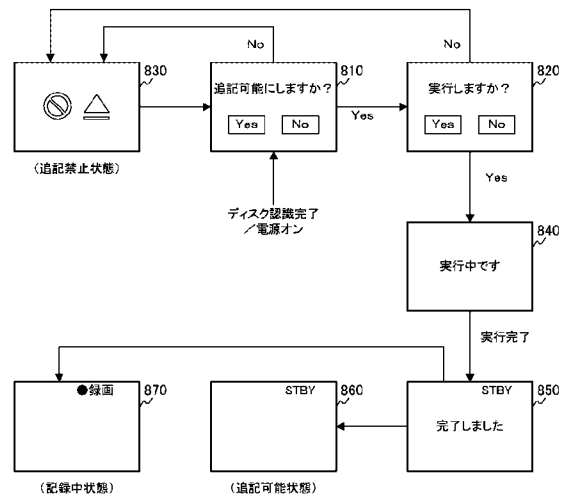 No
No
830
810
820
追記可能にしますか?
Yes No
Yes
実行しますか?
Yes No
(追記禁止状態)
Yes
ディスク認識完了
/電源オン
840
実行中です
実行完了
●録画
870
STBY
860
STBY
850
完了しました
(記録中状態)
(追記可能状態)